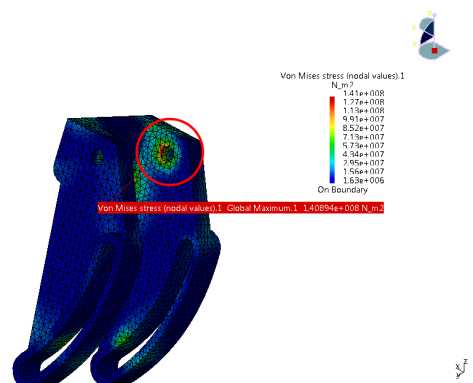 z
x
y
Von Mises stress (nodal values).1
N_m2
1.41e+008
1.27e+008
1.13e+008
9.91e+007
8.52e+007
7.13e+007
5.73e+007
4.34e+007
2.95e+007
1.56e+007
1.63e+006
On Boundary
Von Mises stress (nodal values).1 Global Maximum.1 1.40894e+008 N_m2
z
x
y